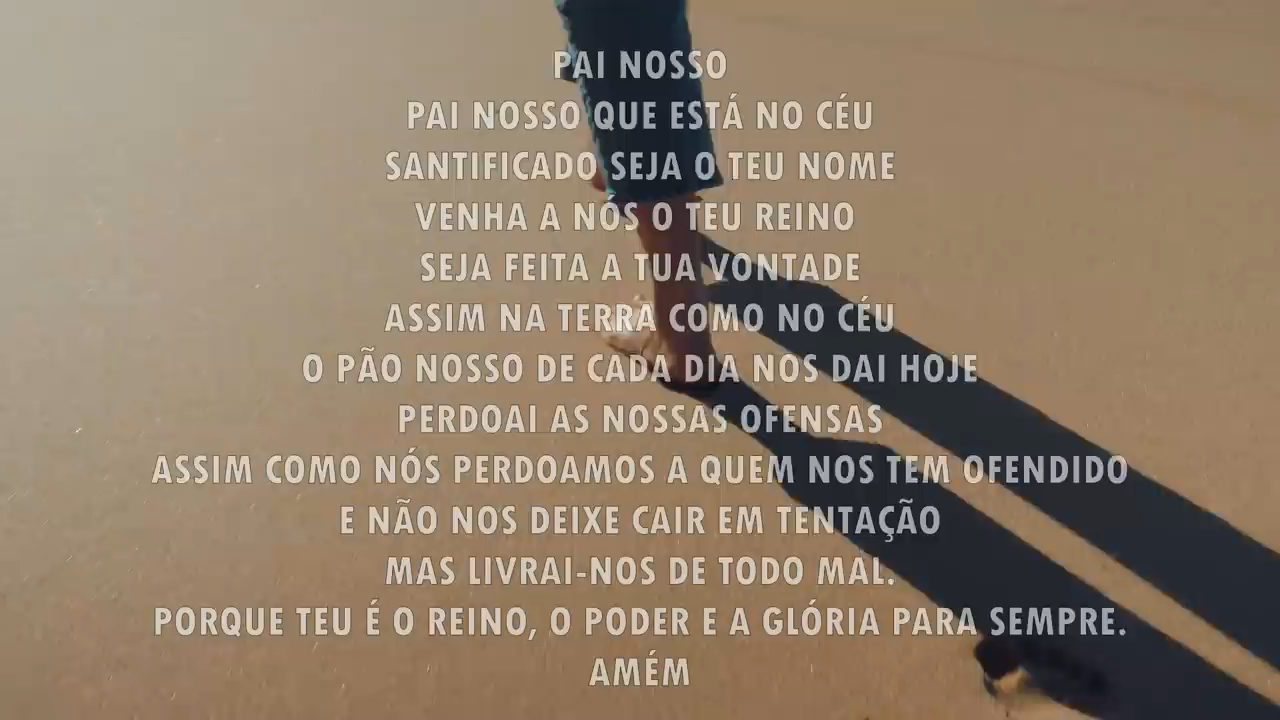 PAI NOSSO
PAI NOSSO QUE ESTÁ NO CÉU
SANTIFICADO SEJA O TEU NOME
VENHA A NÓS O TEU REINO
SEJA FEITA A TUA VONTADE
ASSIM NA TERRA COMO NO CÉU
O PÃO NOSSO DE CADA DIA NOS DAI HOJE
PERDOAI AS NOSSAS OFENSAS
ASSIM COMO NÓS PERDOAMOS A QUEM NOS TEM OFENDIDO
E NÃO NOS DEIXE CAIR EM TENTAÇÃO
MAS LIVRAI-NOS DE TODO MAL.
PORQUE TEU É O REINO, O PODER E A GLÓRIA PARA SEMPRE.
AMÉM